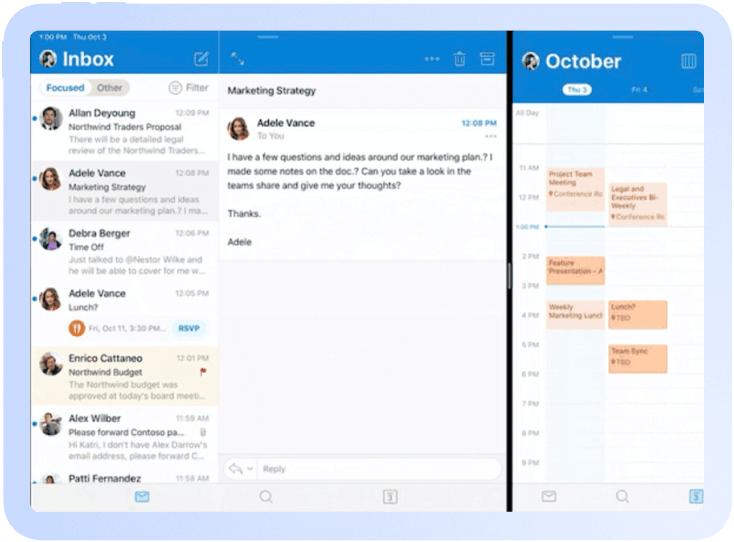 1:00 PM Thu Oct 3
Inbox
Focused
Other
Filter
Allan Deyoung
12:09 PM
Northwind Traders Proposal
There will be a detailed legal
review of the Northwind Traders...
Adele Vance
12:08 PM
Marketing Strategy
I have a few questions and ideas
around our marketing plan.? I ma...
Debra Berger
12:06 PM
Time Off
Just talked to @Nestor Wilke and
he will be able to cover for me w...
Adele Vance
12:05 PM
Lunch?
Fri, Oct 11, 3:30 PM...
RSVP
Enrico Cattaneo
12:01 PM
Northwind Budget
The Northwind budget was
approved at today's board meeti...
Alex Wilber
11:59 AM
Please forward Contoso pa...
Hi Katri, I don't have Alex Darrow's
email address, please forward C...
Patti Fernandez
11:58 AM
Marketing Strategy
Adele Vance
12:08 PM
To You
I have a few questions and ideas around our marketing plan.? I
made some notes on the doc.? Can you take a look in the
teams share and give me your thoughts?
Thanks.
Adele
Reply
3
October
Thu 3
Fri 4
Sat
All Day
11 AM
Project Team
Meeting
Conference Ro
12 PM
Legal and
Executives Bi-
Weekly
Conference Ro
1:00 PM
2 PM
Feature
Presentation - A
3 PM
Weekly
Marketing Lunch
4 PM
Lunch?
TBD
5 PM
Team Sync
TBD
6 PM
7 PM
8 PM
9 PM
3